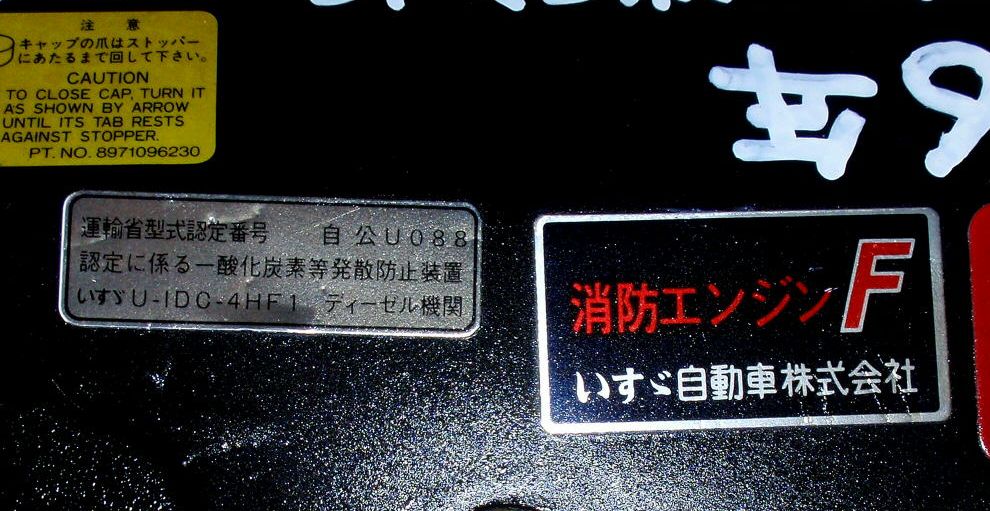 注意
キャップの爪はストッパー
にあたるまで回して下さい。
CAUTION
TO CLOSE CAP, TURN IT
AS SHOWN BY ARROW
UNTIL ITS TAB RESTS
AGAINST STOPPER.
PT. NO. 8971096230
運輸省型式認定番号 自公U088
認定に係る一酸化炭素等発散防止装置
いすゞU-IDC-4HF1 ディーゼル機関
消防エンジンF
いすゞ自動車株式会社